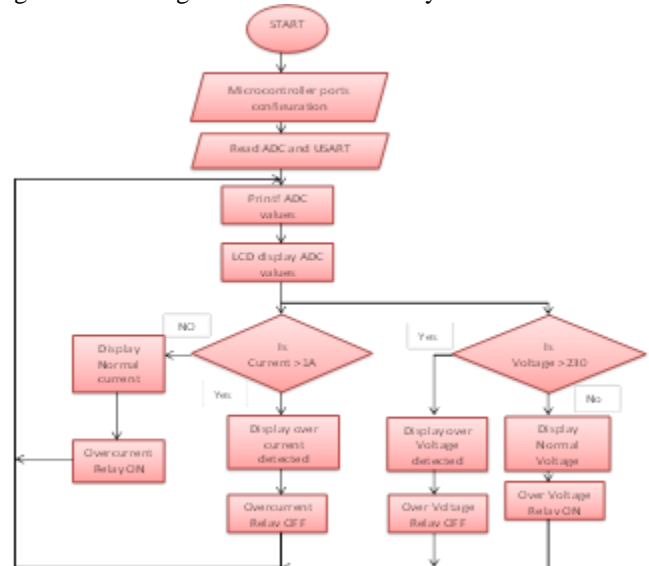 START
Microcontroller ports
configuration
Read ADC and USART
Printf ADC
values
LCD display ADC
values
NO
Is
Current >1A
Yes
Is
Voltage >230
Yes
No
Display
Normal
current
Display over
current
detected
Display over
Voltage
detected
Display
Normal
Voltage
Overcurrent
Relay ON
Overcurrent
Relay OFF
Over Voltage
Relay OFF
Over Voltage
Relay ON